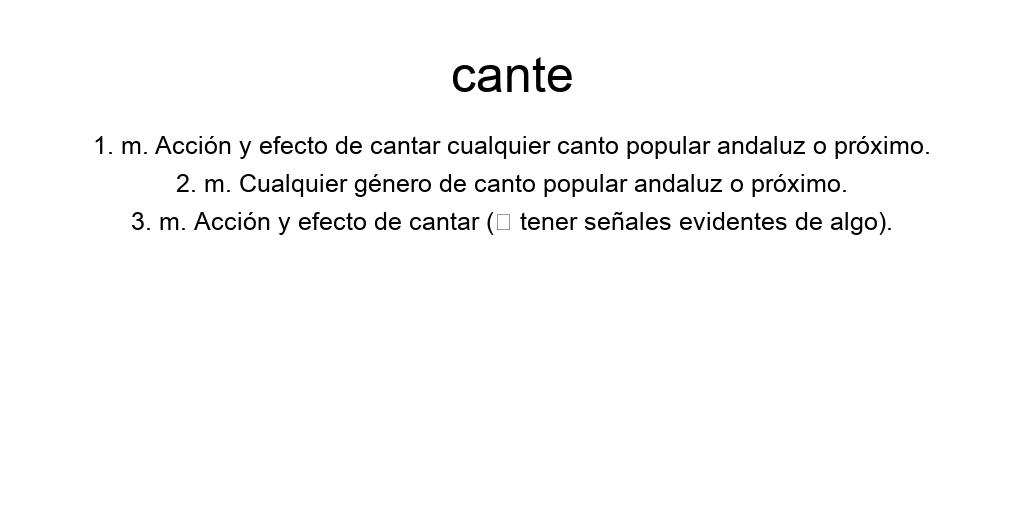 cante
1. m. Acción y efecto de cantar cualquier canto popular andaluz o próximo.
2. m. Cualquier género de canto popular andaluz o próximo.
3. m. Acción y efecto de cantar (□ tener señales evidentes de algo).